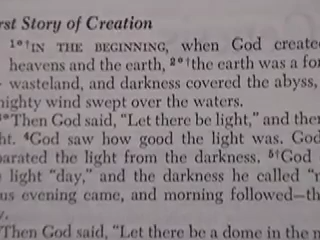 rst Story of Creation
1*†IN THE BEGINNING, when God create
heavens and the earth, 2*†the earth was a fo
wasteland, and darkness covered the abyss,
mighty wind swept over the waters.
3*Then God said, “Let there be light,” and ther
ht. 4God saw how good the light was. God
parated the light from the darkness. 5†God
e light “day,” and the darkness he called “n
us evening came, and morning followed—th
y.
Then God said, “Let there be a dome in the m